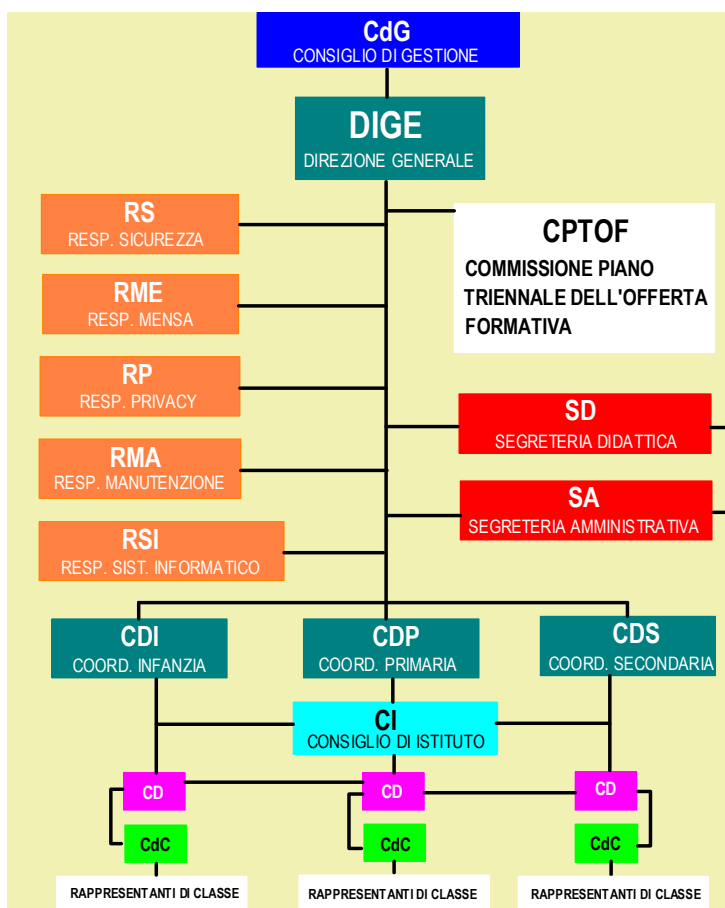 CdG
CONSIGLIO DI GESTIONE
DIGE
DIREZIONE GENERALE
RS
RESP. SICUREZZA
CPTOF
COMMISSIONE PIANO
TRIENNALE DELL'OFFERTA
FORMATIVA
RME
RESP. MENSA
RP
RESP. PRIVACY
SD
SEGRETERIA DIDATTICA
RMA
RESP. MANUTENZIONE
SA
SEGRETERIA AMMINISTRATIVA
RSI
RESP. SIST. INFORMATICO
CDI
COORD. INFANZIA
CDP
COORD. PRIMARIA
CDS
COORD. SECONDARIA
CI
CONSIGLIO DI ISTITUTO
CD
CD
CD
CdC
CdC
CdC
RAPPRESENTANTI DI CLASSE
RAPPRESENTANTI DI CLASSE
RAPPRESENTANTI DI CLASSE